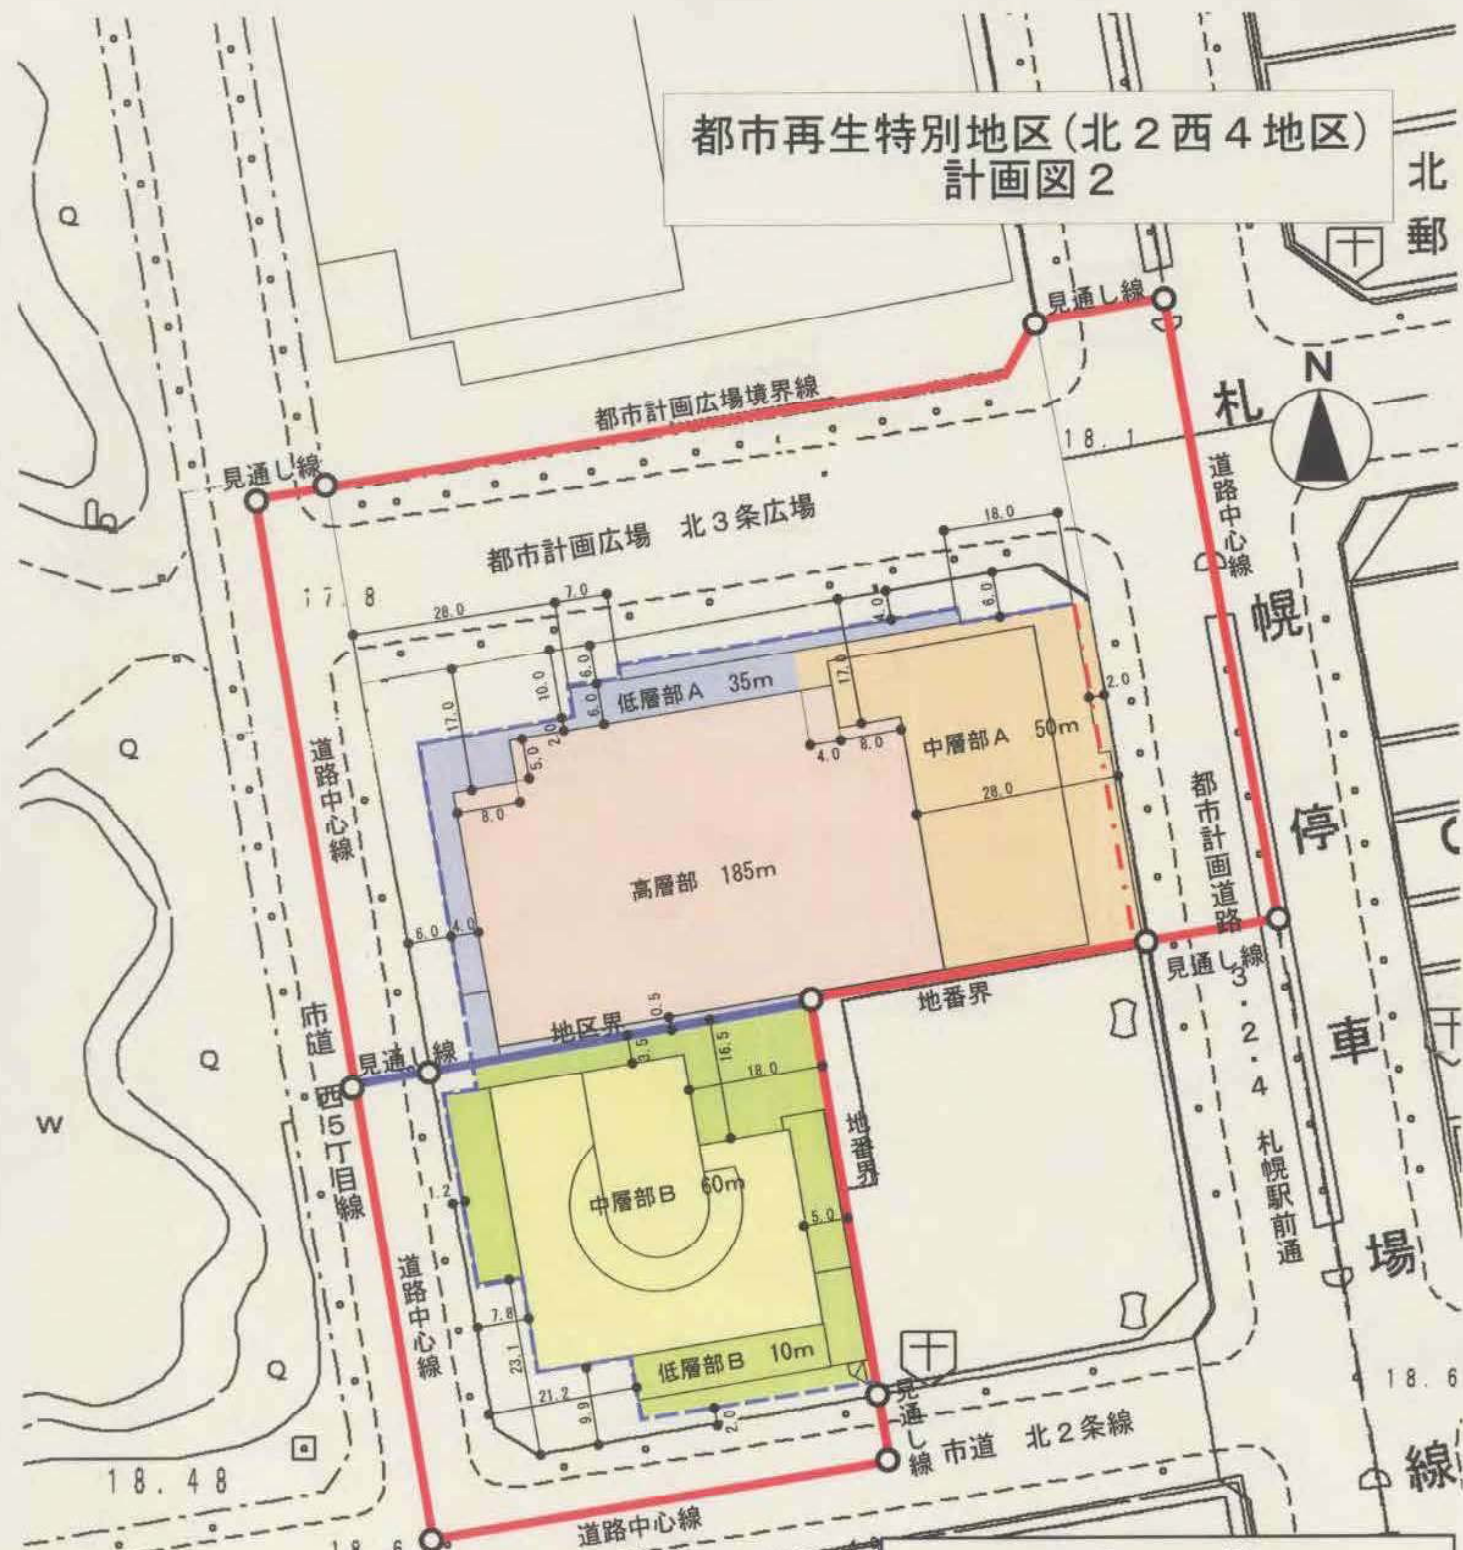 都市再生特別地区(北2西4地区)
計画図2
北
郵
見通し線
N
札
都市計画広場境界線
18.1
見通し線
道路中心線
都市計画広場 北3条広場
18.0
17.8
28.0
7.0
4.0
6.0
幌
6.0
10.0
17.0
低層部A 35m
17.0
2.0
6.0
2.0
17.0
5.0
4.0
8.0
中層部A 50m
道路中心線
28.0
8.0
都市計画道路
停
高層部 185m
6.0
4.0
見通し線
3・2・4 札幌駅前通
地番界
市道 西5丁目線
地区界
0.5
車
見通し線
3.5
16.5
18.0
Q
Q
Q
Q
W
地番界
1.2
中層部B 60m
5.0
道路中心線
場
7.8
23.1
低層部B 10m
21.2
9.9
2.0
見通し線
18.6
市道 北2条線
線
18.48
道路中心線
18.6